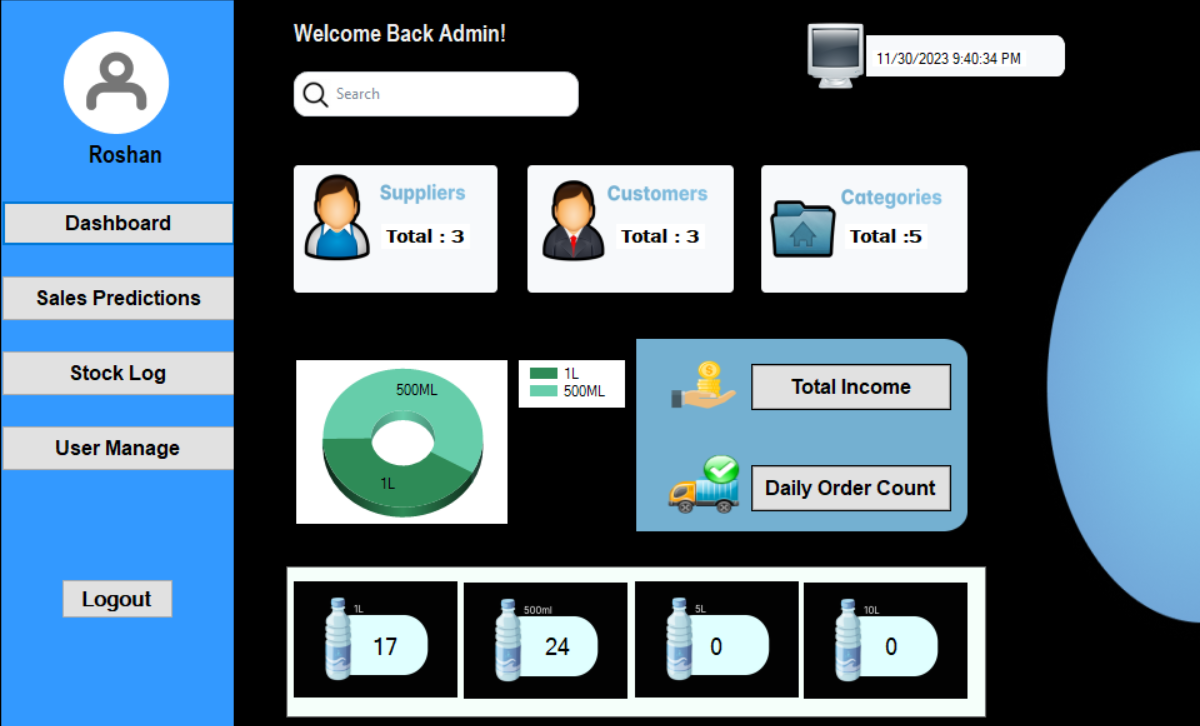 Welcome Back Admin!
11/30/2023 9:40:34 PM
Search
Roshan
Dashboard
Sales Predictions
Stock Log
User Manage
Logout
Suppliers
Total : 3
Customers
Total : 3
Categories
Total :5
500ML
1L
1L
500ML
$
Total Income
Daily Order Count
1L
17
500ml
24
5L
0
10L
0